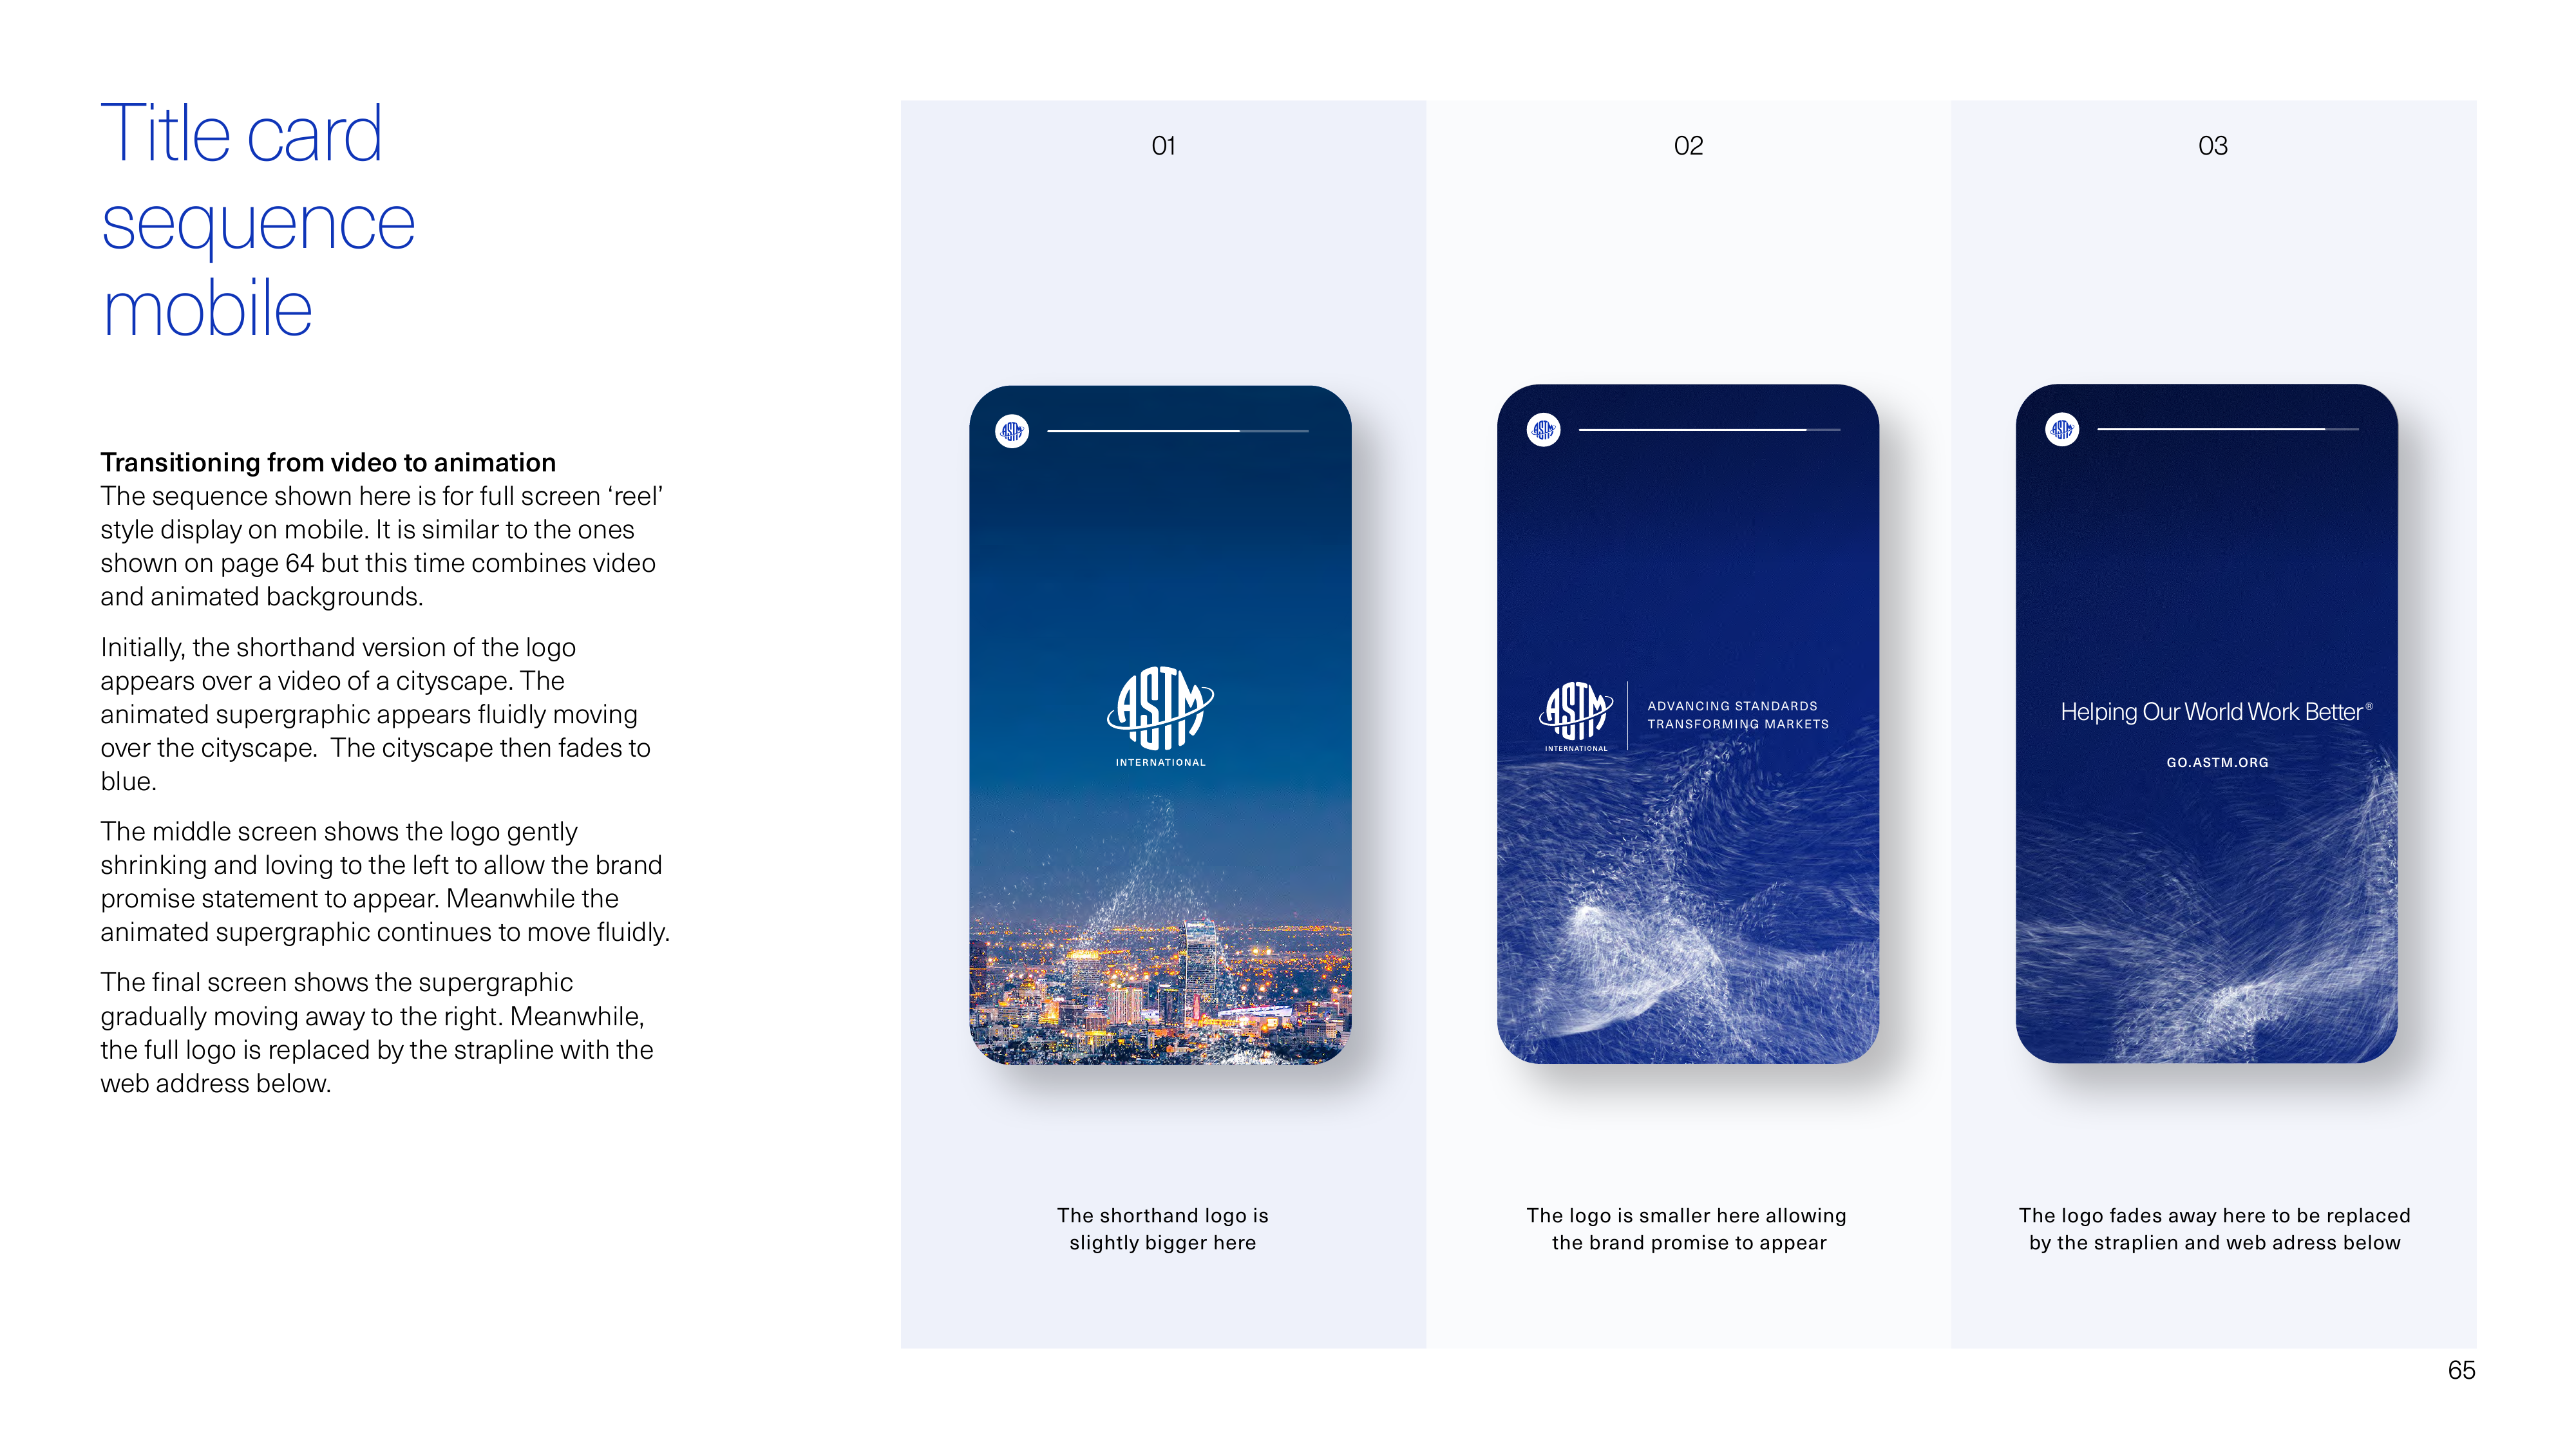 Title card
sequence
mobile
Transitioning from video to animation
The sequence shown here is for full screen ‘reel’
style display on mobile. It is similar to the ones
shown on page 64 but this time combines video
and animated backgrounds.
Initially, the shorthand version of the logo
appears over a video of a cityscape. The
animated supergraphic appears fluidly moving
over the cityscape.  The cityscape then fades to
blue.
The middle screen shows the logo gently
shrinking and loving to the left to allow the brand
promise statement to appear. Meanwhile the
animated supergraphic continues to move fluidly.
The final screen shows the supergraphic
gradually moving away to the right. Meanwhile,
the full logo is replaced by the strapline with the
web address below.
01
ASTM
ASTM
INTERNATIONAL
The shorthand logo is
slightly bigger here
02
ASTM
ASTM
INTERNATIONAL
ADVANCING STANDARDS
TRANSFORMING MARKETS
The logo is smaller here allowing
the brand promise to appear
03
ASTM
Helping Our World Work Better®
GO.ASTM.ORG
The logo fades away here to be replaced
by the straplien and web adress below
65